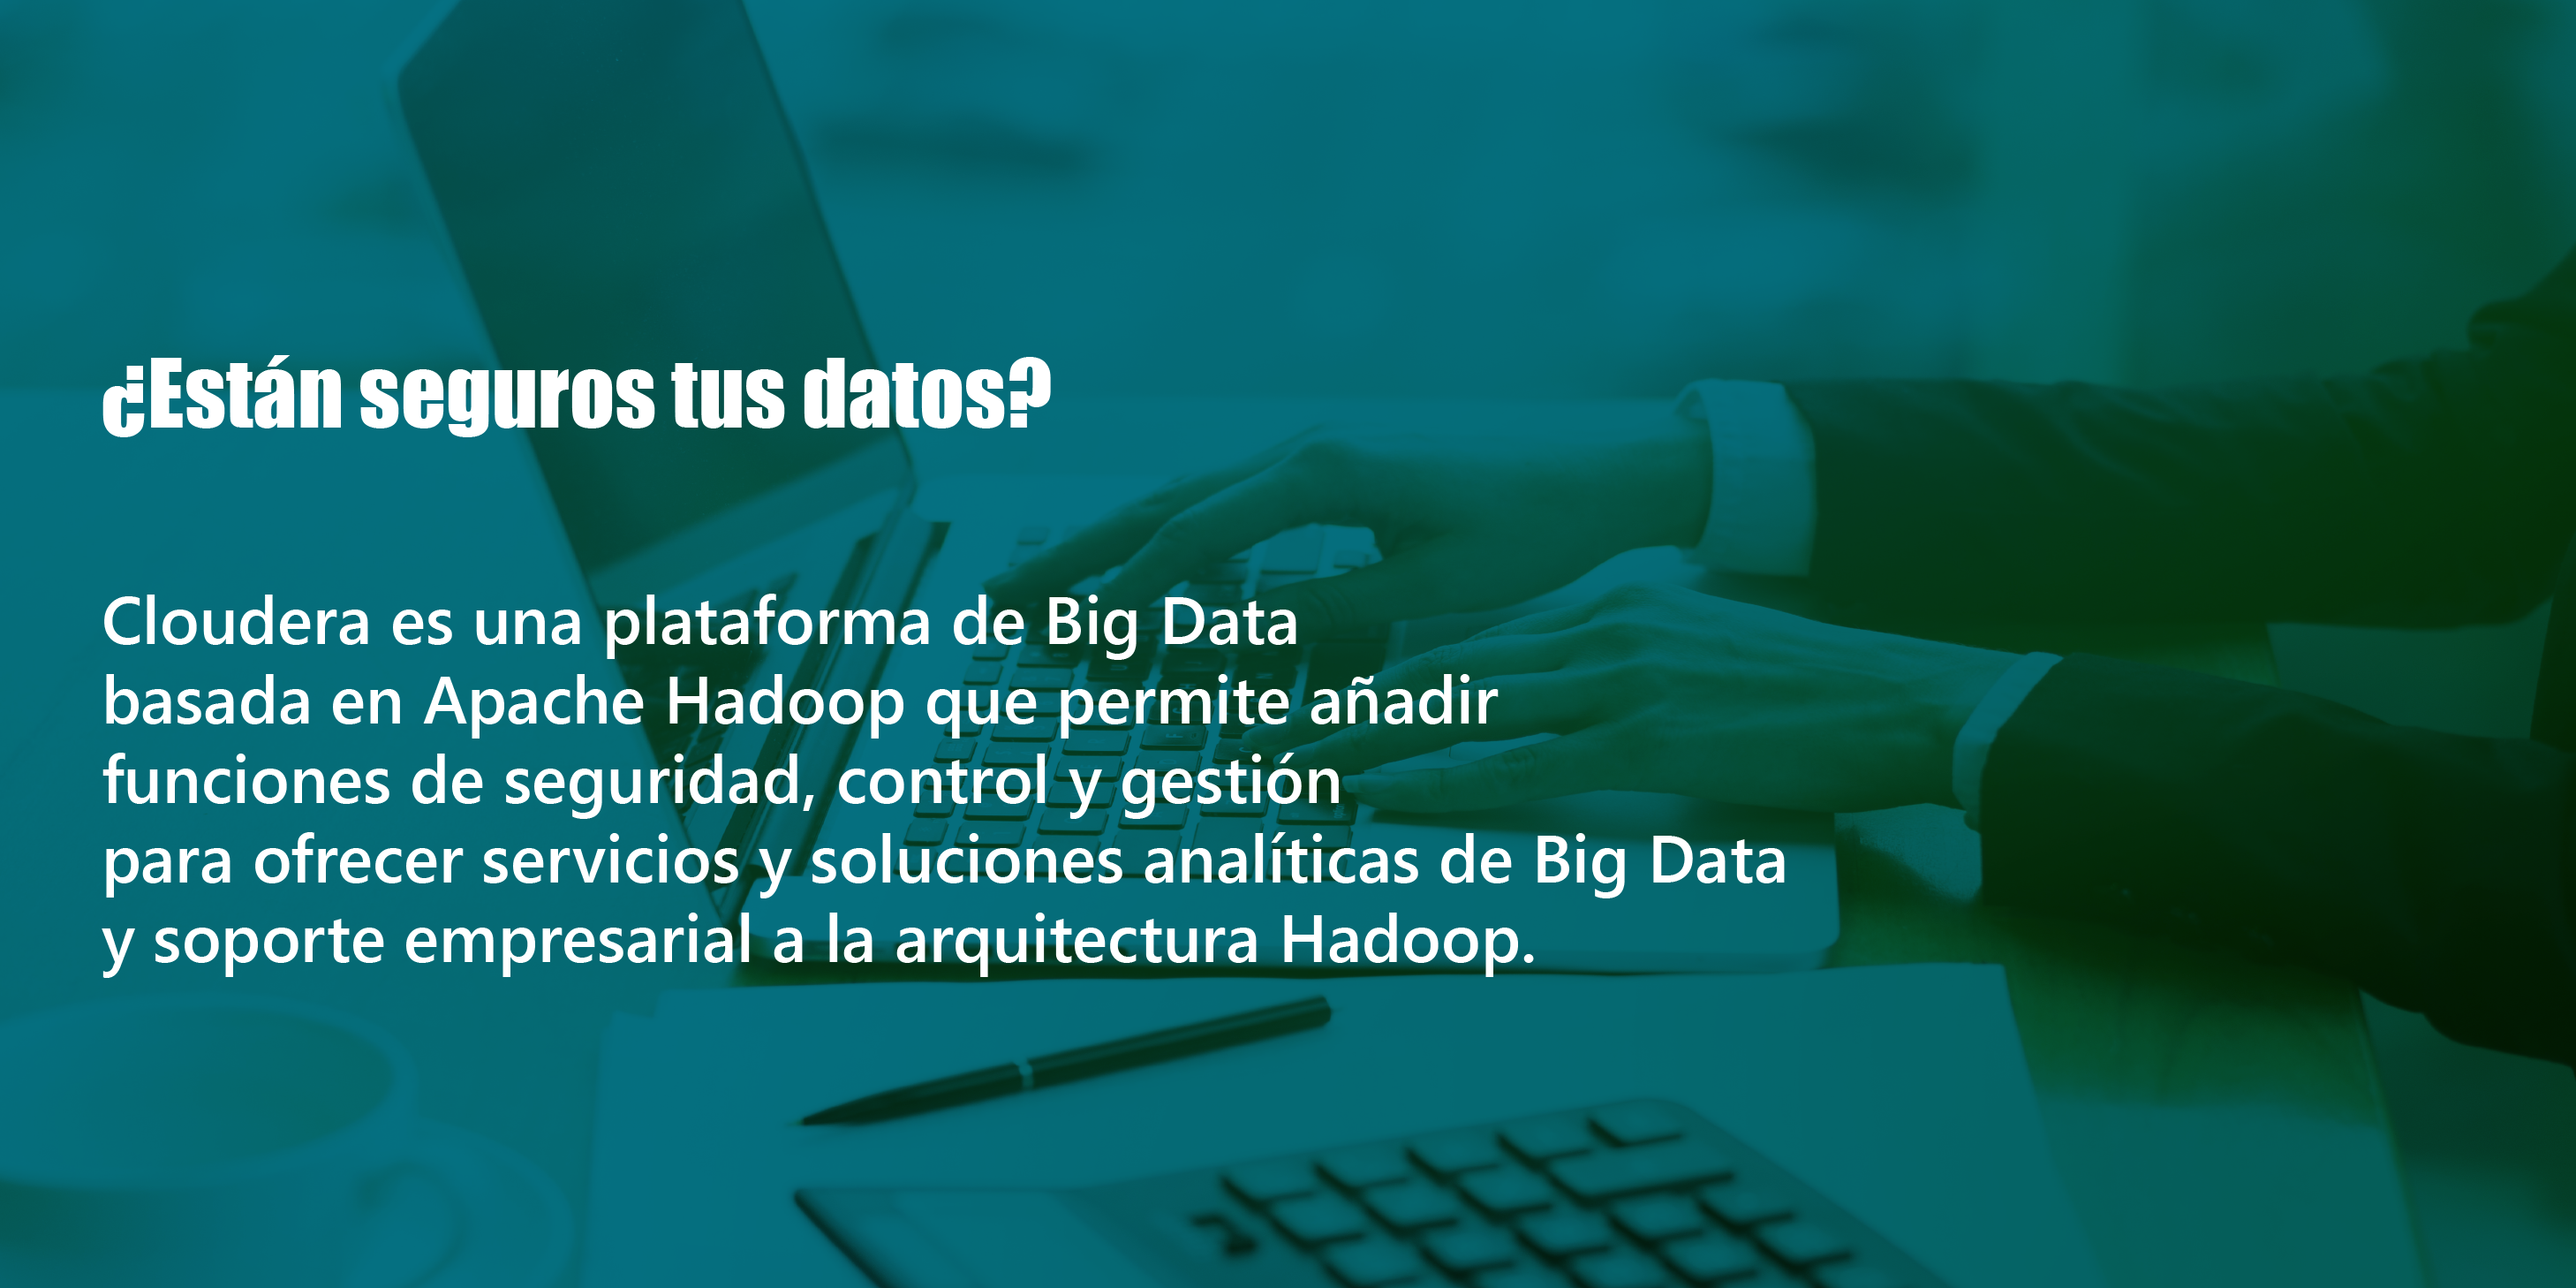 ¿Están seguros tus datos?
Cloudera es una plataforma de Big Data
basada en Apache Hadoop que permite añadir
funciones de seguridad, control y gestión
para ofrecer servicios y soluciones analíticas de Big Data
y soporte empresarial a la arquitectura Hadoop.